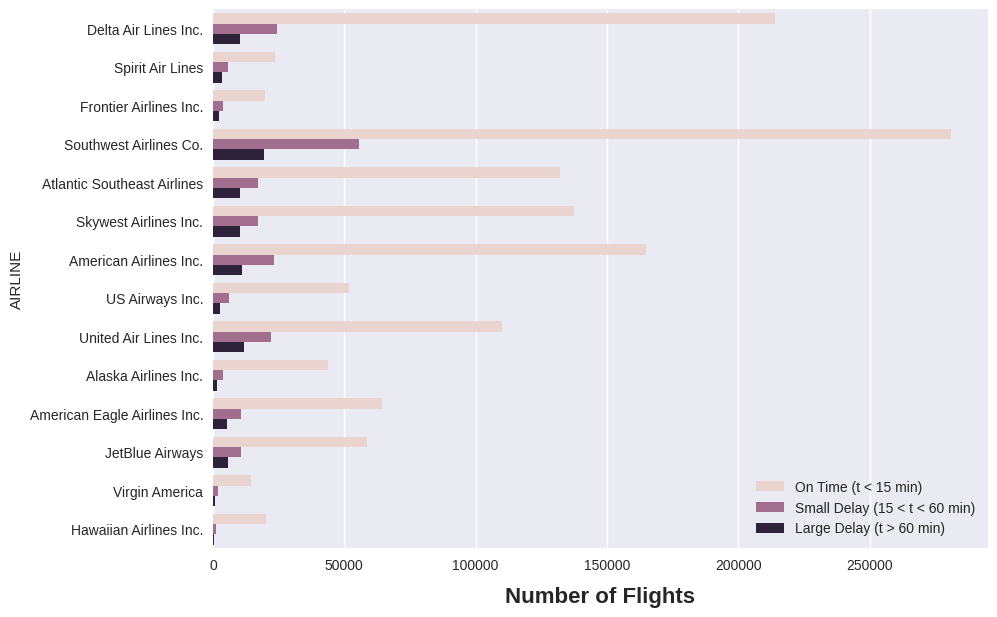 Delta Air Lines Inc.
Spirit Air Lines
Frontier Airlines Inc.
Southwest Airlines Co.
Atlantic Southeast Airlines
Skywest Airlines Inc.
American Airlines Inc.
US Airways Inc.
United Air Lines Inc.
Alaska Airlines Inc.
American Eagle Airlines Inc.
JetBlue Airways
Virgin America
Hawaiian Airlines Inc.
AIRLINE
On Time (t < 15 min)
Small Delay (15 < t < 60 min)
Large Delay (t > 60 min)
0 50000 100000 150000 200000 250000
Number of Flights